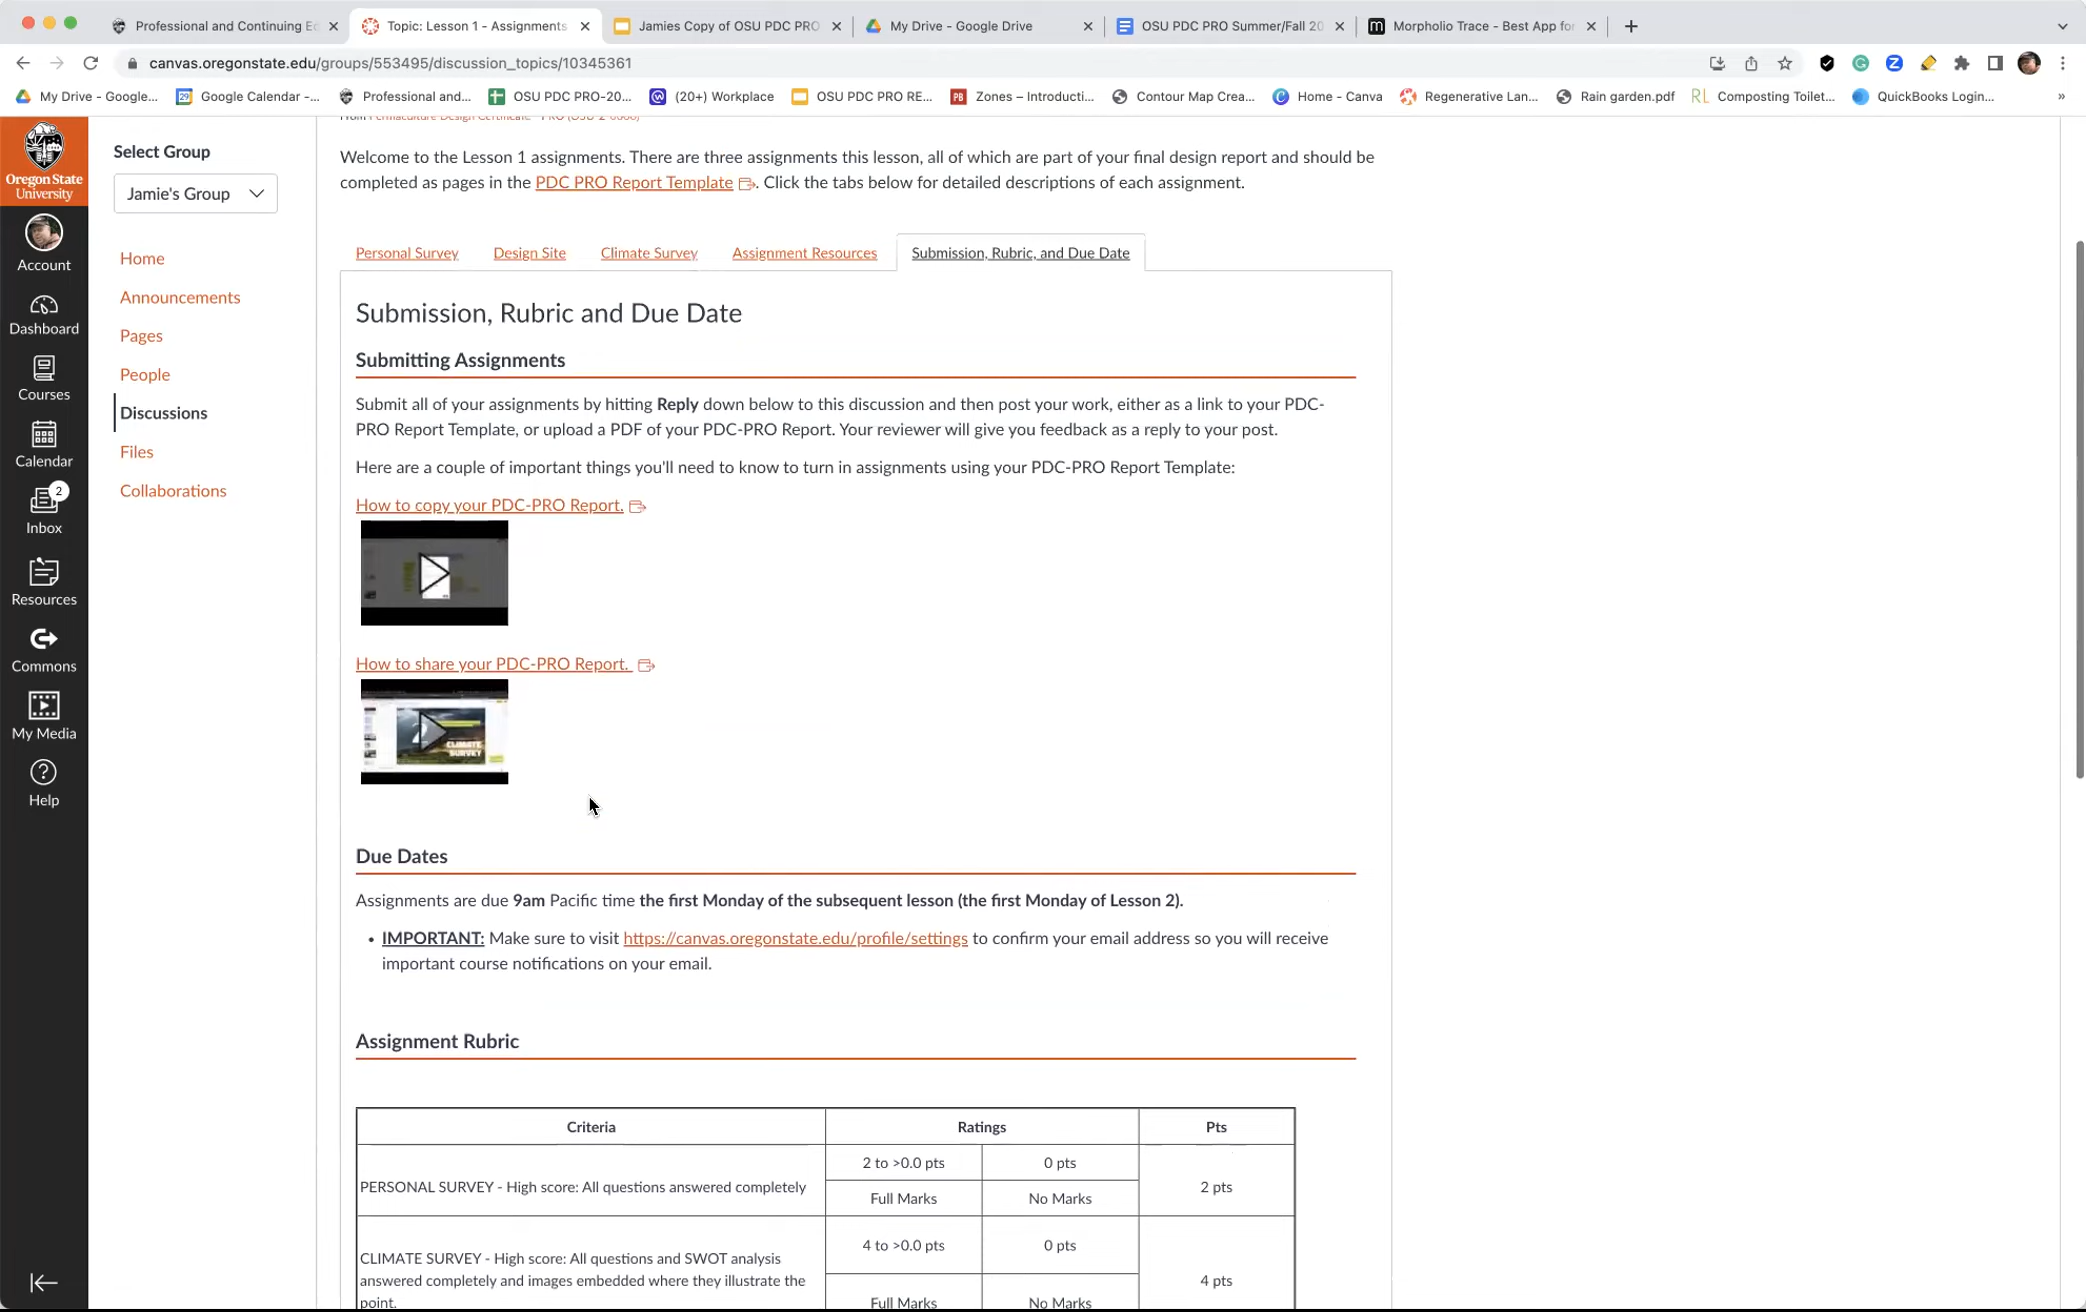 Professional and Continuing Ed
Topic: Lesson 1 - Assignments
Jamies Copy of OSU PDC PRO
My Drive - Google Drive
OSU PDC PRO Summer/Fall 20
Morpholio Trace - Best App for
canvas.oregonstate.edu/groups/553495/discussion_topics/10345361
My Drive - Google...
Google Calendar -...
Professional and...
OSU PDC PRO-20...
(20+) Workplace
OSU PDC PRO RE...
Zones – Introducti...
Contour Map Crea...
Home - Canva
Regenerative Lan...
Rain garden.pdf
Composting Toilet...
QuickBooks Login...
Oregon State
University
Account
Dashboard
Courses
Calendar
2
Inbox
Resources
Commons
My Media
Help
Select Group
Jamie's Group
Home
Announcements
Pages
People
Discussions
Files
Collaborations
Welcome to the Lesson 1 assignments. There are three assignments this lesson, all of which are part of your final design report and should be
completed as pages in the PDC PRO Report Template. Click the tabs below for detailed descriptions of each assignment.
Personal Survey
Design Site
Climate Survey
Assignment Resources
Submission, Rubric, and Due Date
Submission, Rubric and Due Date
Submitting Assignments
Submit all of your assignments by hitting Reply down below to this discussion and then post your work, either as a link to your PDC-
PRO Report Template, or upload a PDF of your PDC-PRO Report. Your reviewer will give you feedback as a reply to your post.
Here are a couple of important things you'll need to know to turn in assignments using your PDC-PRO Report Template:
How to copy your PDC-PRO Report.
How to share your PDC-PRO Report.
CLIMATE
SURVEY
Due Dates
Assignments are due 9am Pacific time the first Monday of the subsequent lesson (the first Monday of Lesson 2).
• IMPORTANT: Make sure to visit https://canvas.oregonstate.edu/profile/settings to confirm your email address so you will receive
important course notifications on your email.
Assignment Rubric
Criteria
Ratings
Pts
PERSONAL SURVEY - High score: All questions answered completely
2 to >0.0 pts
0 pts
Full Marks
No Marks
2 pts
CLIMATE SURVEY - High score: All questions and SWOT analysis
answered completely and images embedded where they illustrate the
point.
4 to >0.0 pts
0 pts
Full Marks
No Marks
4 pts